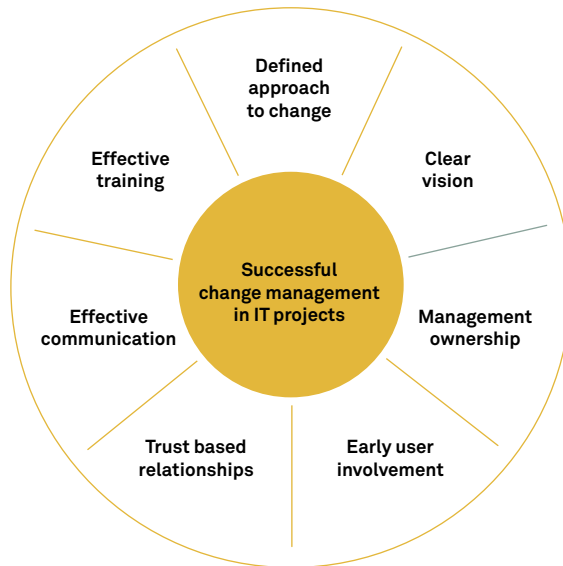 Defined
approach
to change
Clear
vision
Management
ownership
Early user
involvement
Trust based
relationships
Effective
communication
Effective
training
Successful
change management
in IT projects